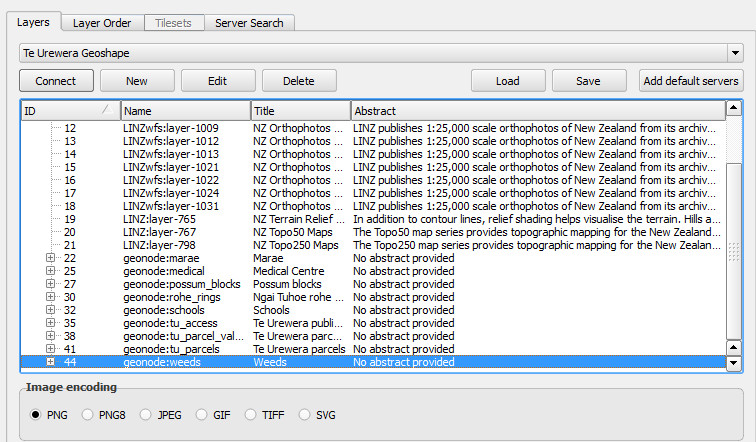 Layers Layer Order Tilesets Server Search
Te Urewera Geoshape
Connect New Edit Delete Load Save Add default servers
ID Name Title Abstract
12 LINZwfs:layer-1009 NZ Orthophotos ... LINZ publishes 1:25,000 scale orthophotos of New Zealand from its archiv...
13 LINZwfs:layer-1012 NZ Orthophotos ... LINZ publishes 1:25,000 scale orthophotos of New Zealand from its archiv...
14 LINZwfs:layer-1013 NZ Orthophotos ... LINZ publishes 1:25,000 scale orthophotos of New Zealand from its archiv...
15 LINZwfs:layer-1021 NZ Orthophotos ... LINZ publishes 1:25,000 scale orthophotos of New Zealand from its archiv...
16 LINZwfs:layer-1022 NZ Orthophotos ... LINZ publishes 1:25,000 scale orthophotos of New Zealand from its archiv...
17 LINZwfs:layer-1024 NZ Orthophotos ... LINZ publishes 1:25,000 scale orthophotos of New Zealand from its archiv...
18 LINZwfs:layer-1031 NZ Orthophotos ... LINZ publishes 1:25,000 scale orthophotos of New Zealand from its archiv...
19 LINZ:layer-765 NZ Terrain Relief ... In addition to contour lines, relief shading helps visualise the terrain. Hills a...
20 LINZ:layer-767 NZ Topo50 Maps The Topo50 map series provides topographic mapping for the New Zealand...
21 LINZ:layer-798 NZ Topo250 Maps The Topo250 map series provides topographic mapping for the New Zealan...
22 geonode:marae Marae No abstract provided
25 geonode:medical Medical Centre No abstract provided
27 geonode:possum_blocks Possum blocks No abstract provided
30 geonode:rohe_rings Ngai Tuhoe rohe ... No abstract provided
32 geonode:schools Schools No abstract provided
35 geonode:tu_access Te Urewera publi... No abstract provided
38 geonode:tu_parcel_val... Te Urewera parc... No abstract provided
41 geonode:tu_parcels Te Urewera parcels No abstract provided
44 geonode:weeds Weeds No abstract provided
Image encoding
PNG PNG8 JPEG GIF TIFF SVG